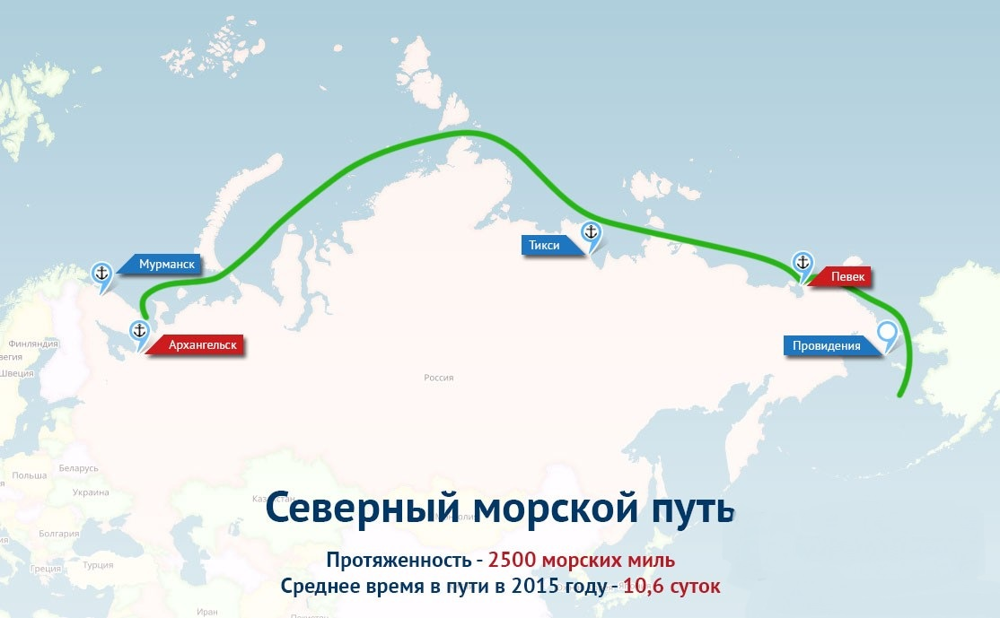 Мурманск
Тикси
Певек
Архангельск
Финляндия
Провидения
Швеция
Россия
Беларусь
Польша
Украина
Северный морской путь
Болгария
Протяженность - 2500 морских миль
Греция
Турция
Среднее время в пути в 2015 году - 10,6 суток
Иран